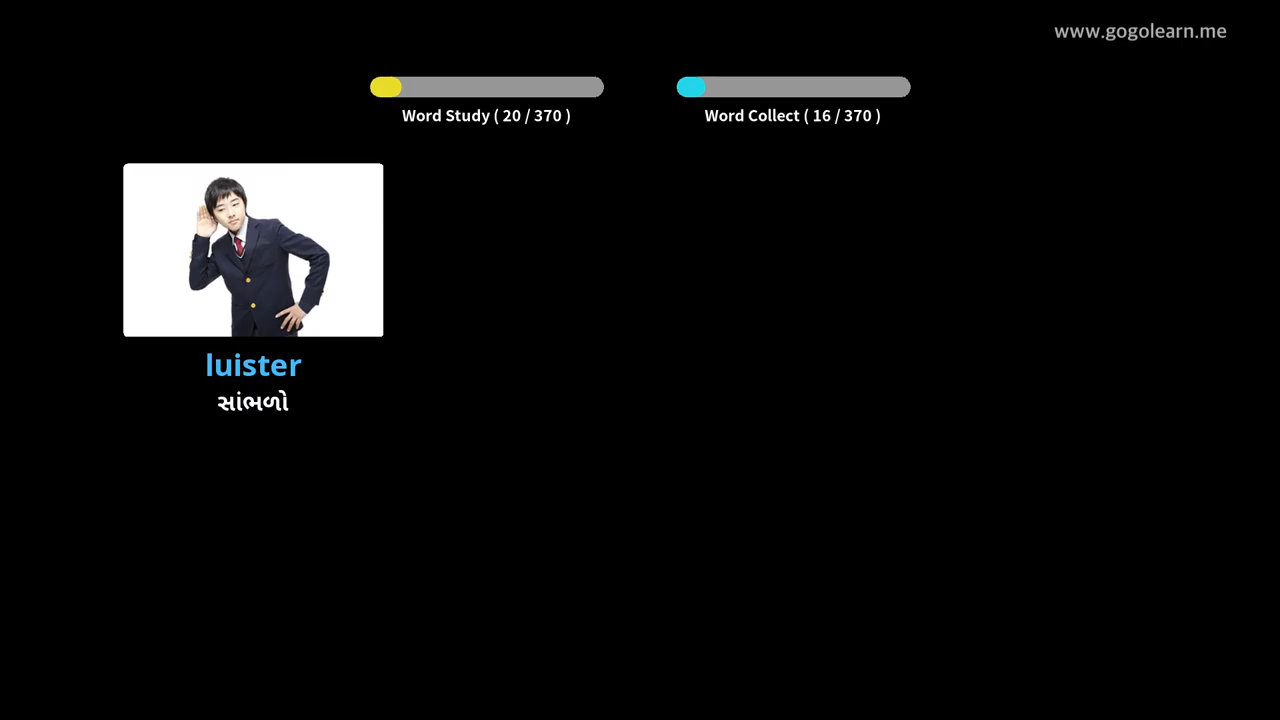 www.gogolearn.me
Word Study ( 20 / 370 )
Word Collect ( 16 / 370 )
luister
સાંભળો